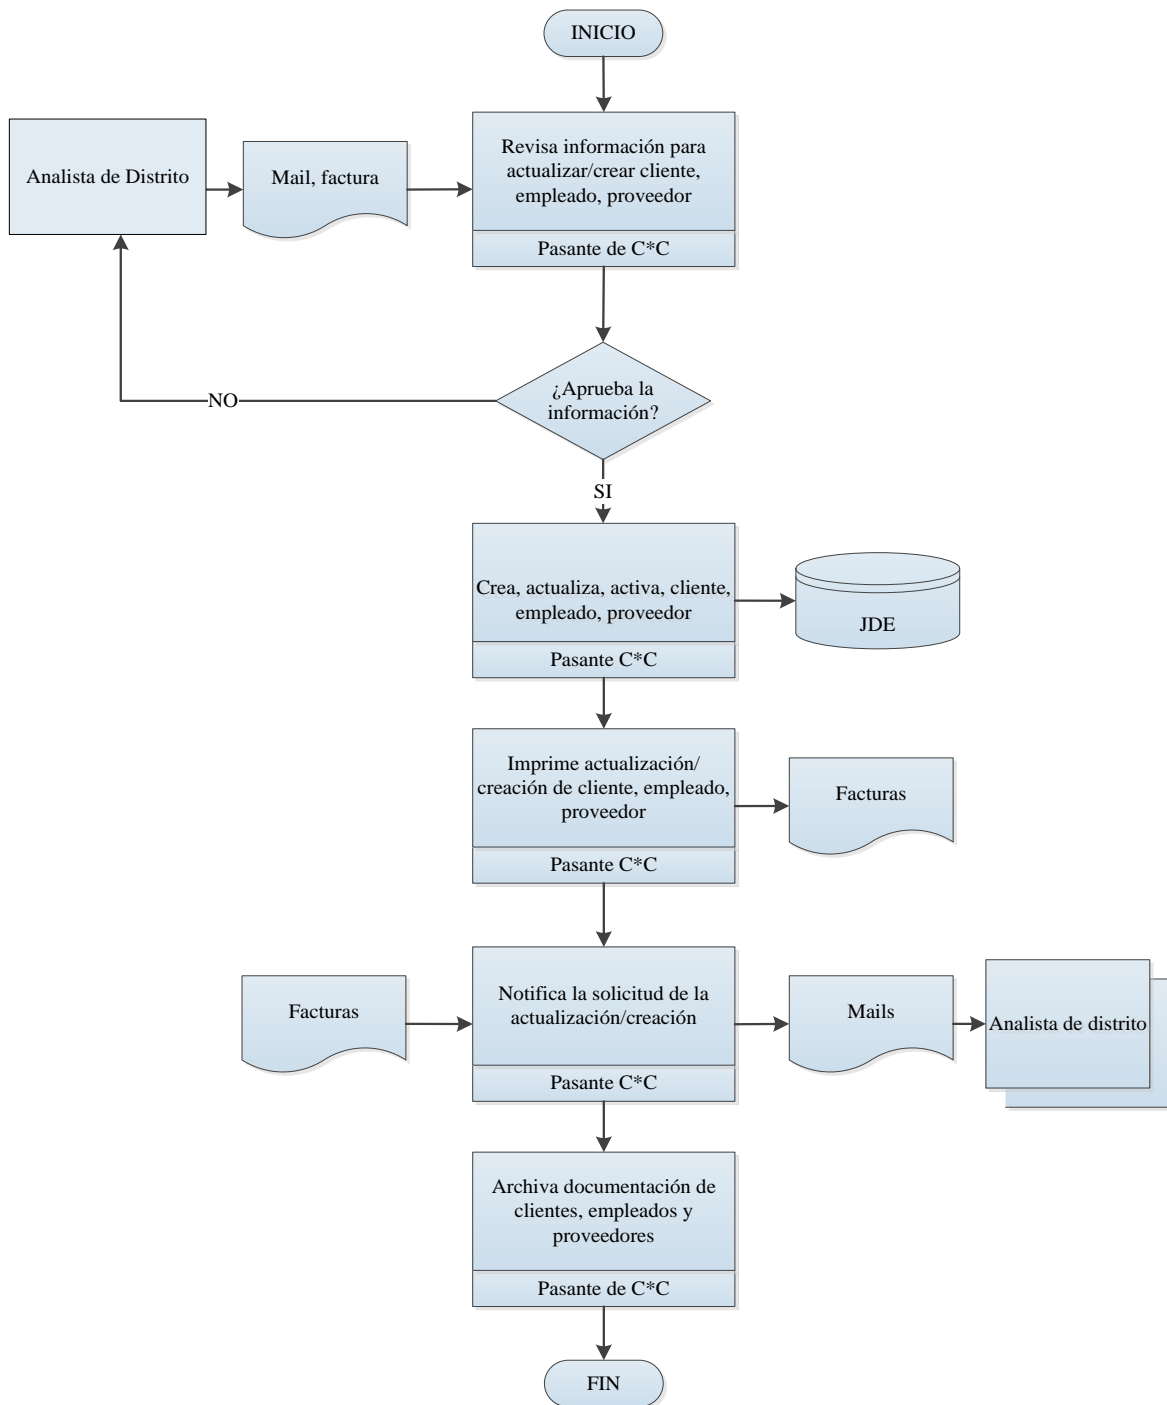 INICIO
Analista de Distrito
Mail, factura
Revisa información para
actualizar/crear cliente,
empleado, proveedor
Pasante de C*C
¿Aprueba la
información?
NO
SI
Crea, actualiza, activa, cliente,
empleado, proveedor
Pasante C*C
JDE
Imprime actualización/
creación de cliente, empleado,
proveedor
Pasante C*C
Facturas
Facturas
Notifica la solicitud de la
actualización/creación
Pasante C*C
Mails
Analista de distrito
Archiva documentación de
clientes, empleados y
proveedores
Pasante de C*C
FIN